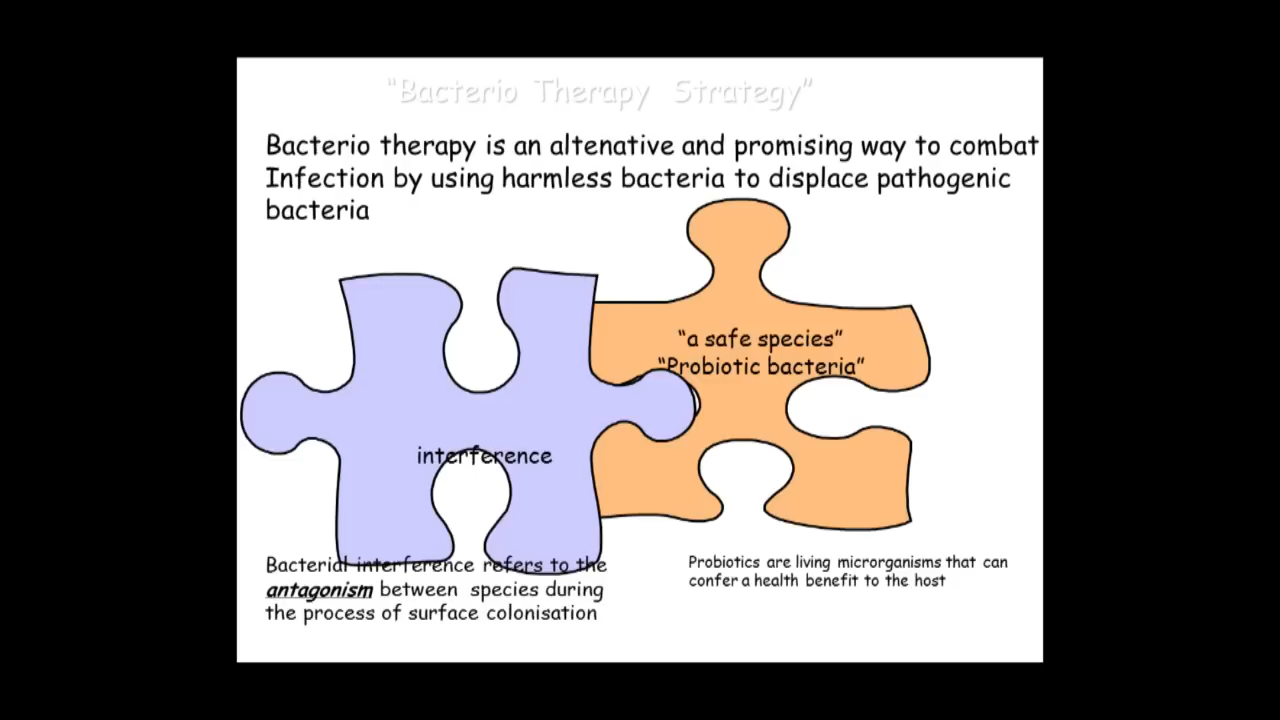 “Bacterio Therapy Strategy”
Bacterio therapy is an altenative and promising way to combat
Infection by using harmless bacteria to displace pathogenic
bacteria
“a safe species”
“Probiotic bacteria”
interference
Bacterial interference refers to the
antagonism between species during
the process of surface colonisation
Probiotics are living microrganisms that can
confer a health benefit to the host